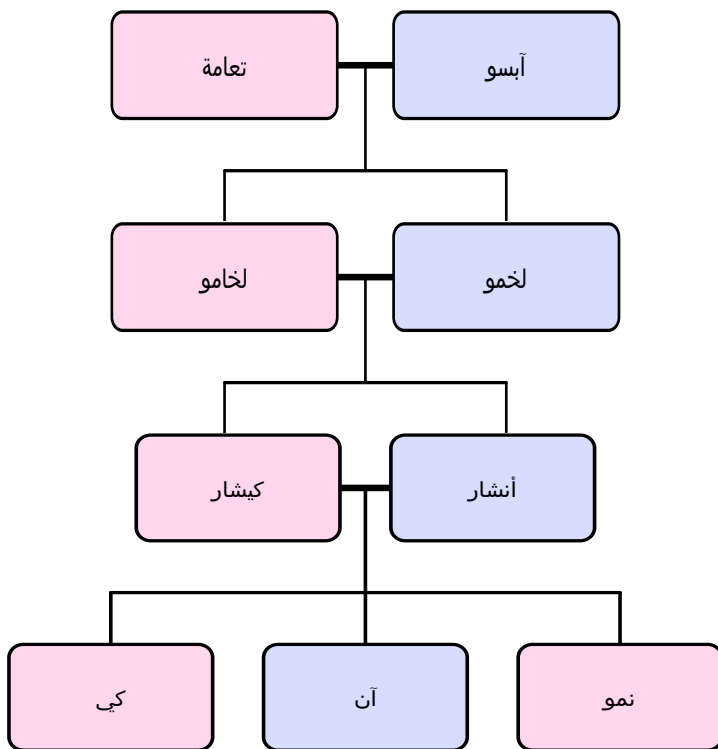 آبسو
تعامة
لخمو
لخامو
أنشار
كيشار
نمو
آن
كي